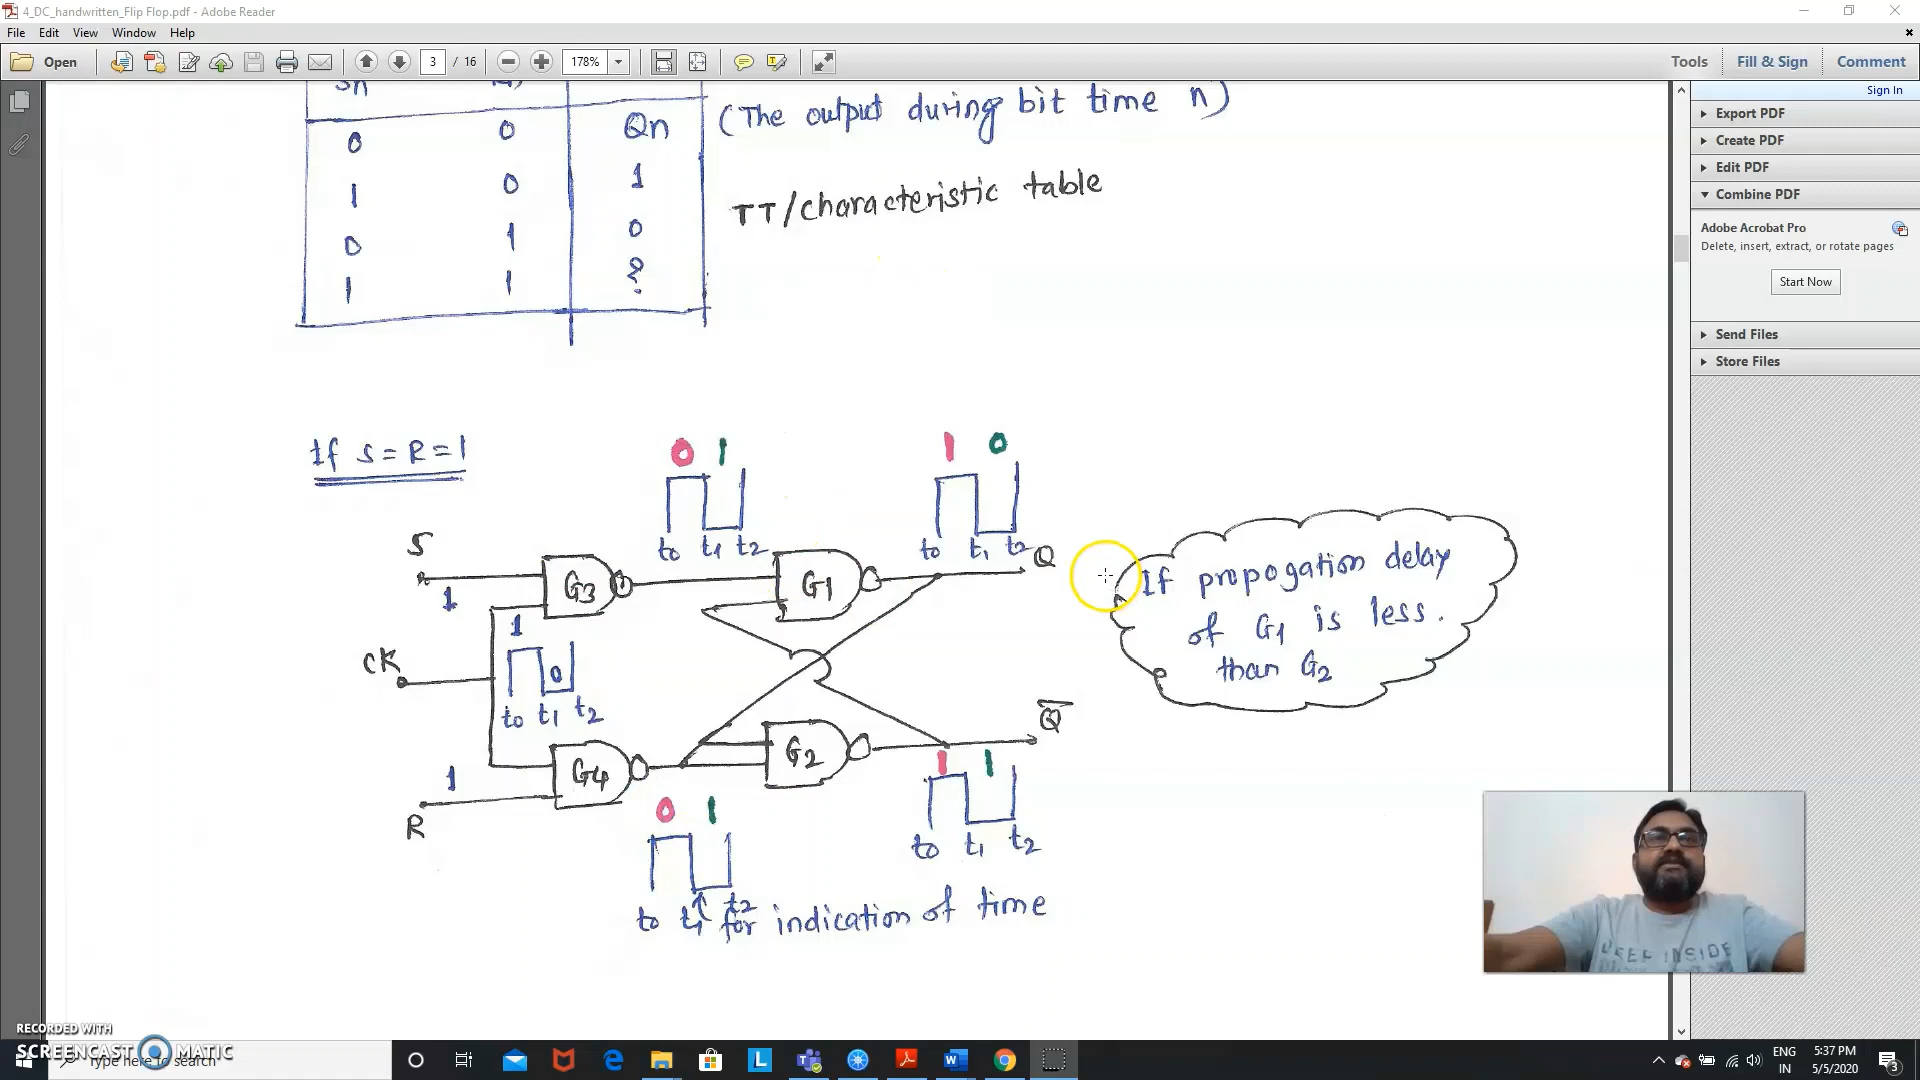 4_DC_handwritten_Flip Flop.pdf - Adobe Reader
File Edit View Window Help
Open 3 / 16 178% Tools Fill & Sign Comment
Sign In
Export PDF
Create PDF
Edit PDF
Combine PDF
Adobe Acrobat Pro
Delete, insert, extract, or rotate pages
Start Now
Send Files
Store Files
Sn
0 0 Qn
1 0 1
0 1 0
1 1 ?
(The output during bit time n)
TT/characteristic table
If S=R=1
0 1
to t1 t2
1 0
to t1 t2
S
1
G3
G1
Q
1
CK
0
to t1 t2
If propogation delay
of G1 is less.
than G2
Q̅
G4
G2
1
R
1 1
to t1 t2
0 1
to t1 t2
for indication of time
RECORDED WITH
SCREENCAST MATIC
Type here to search
ENG
IN
5:37 PM
5/5/2020
3